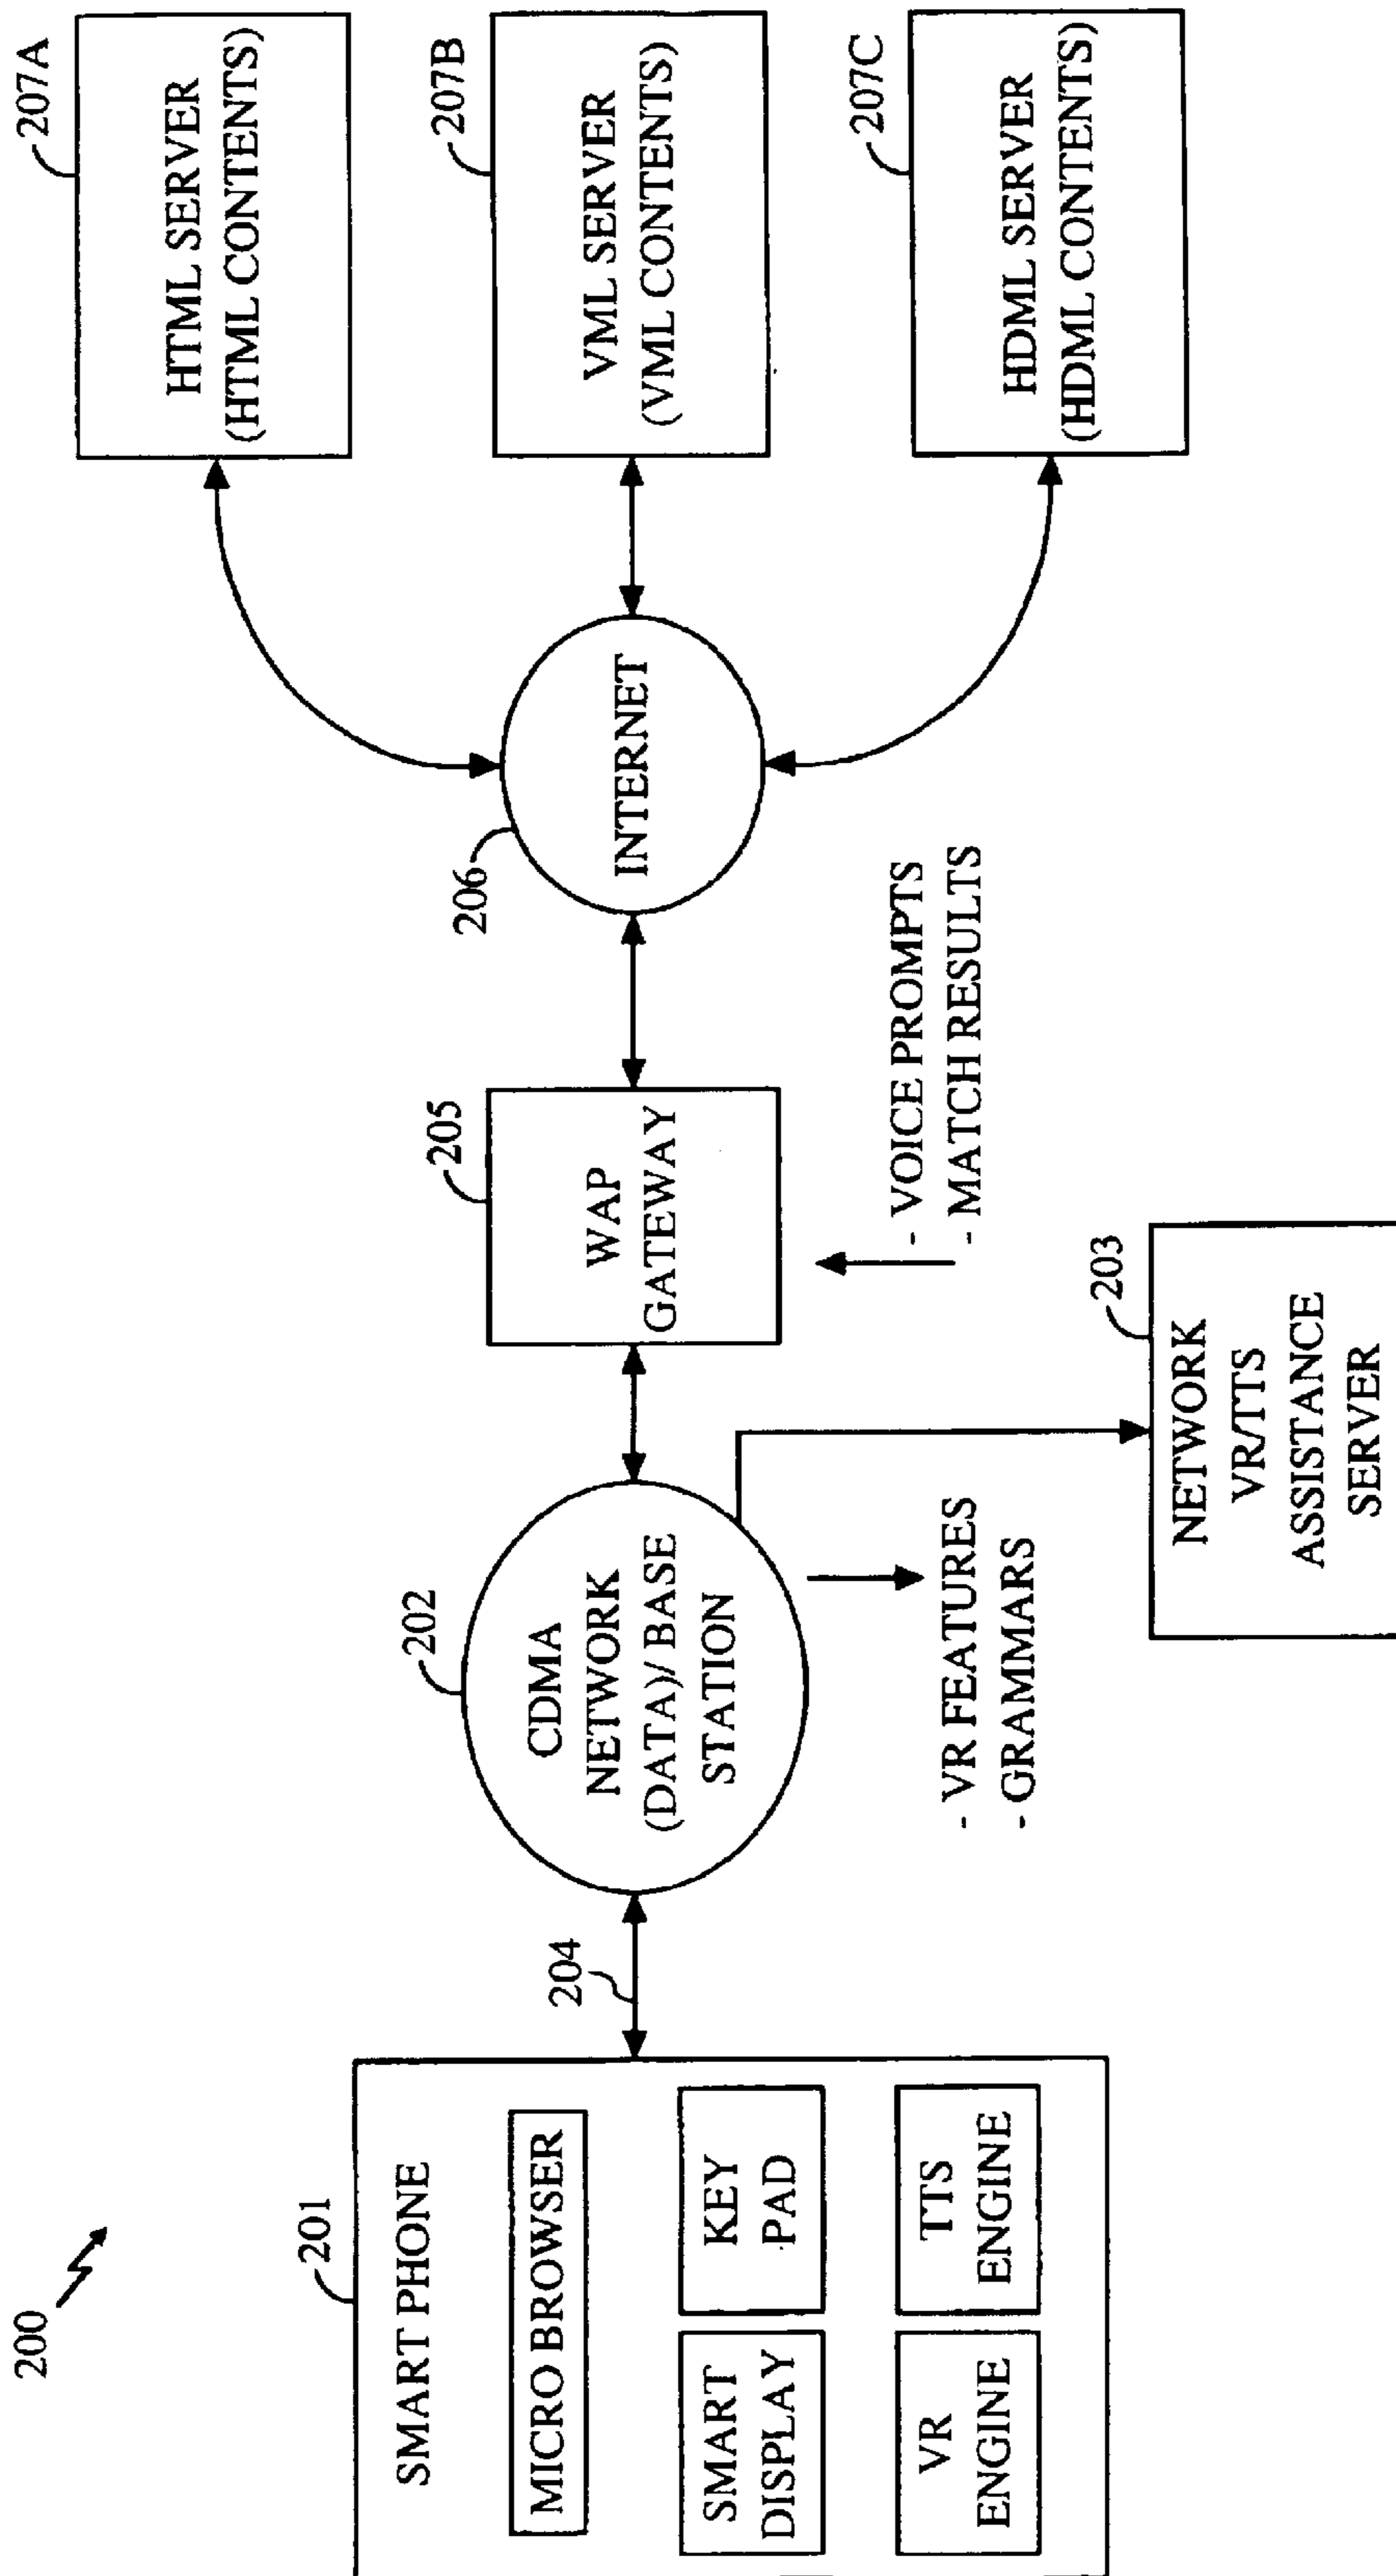 200
201
SMART PHONE
MICRO BROWSER
SMART
DISPLAY
KEY
PAD
VR
ENGINE
TTS
ENGINE
204
202
CDMA
NETWORK
(DATA)/ BASE
STATION
- VR FEATURES
- GRAMMARS
203
NETWORK
VR/TTS
ASSISTANCE
SERVER
205
WAP
GATEWAY
- VOICE PROMPTS
- MATCH RESULTS
206
INTERNET
207A
HTML SERVER
(HTML CONTENTS)
207B
VML SERVER
(VML CONTENTS)
207C
HDML SERVER
(HDML CONTENTS)